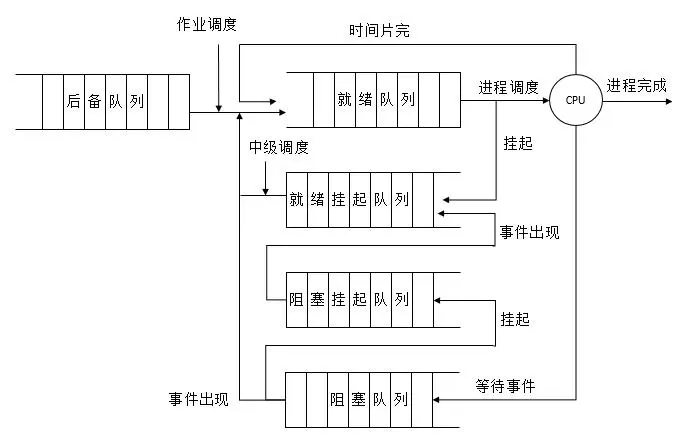 作业调度
时间片完
后备队列
就绪队列
进程调度
CPU
进程完成
中级调度
挂起
就绪挂起队列
事件出现
阻塞挂起队列
挂起
事件出现
阻塞队列
等待事件